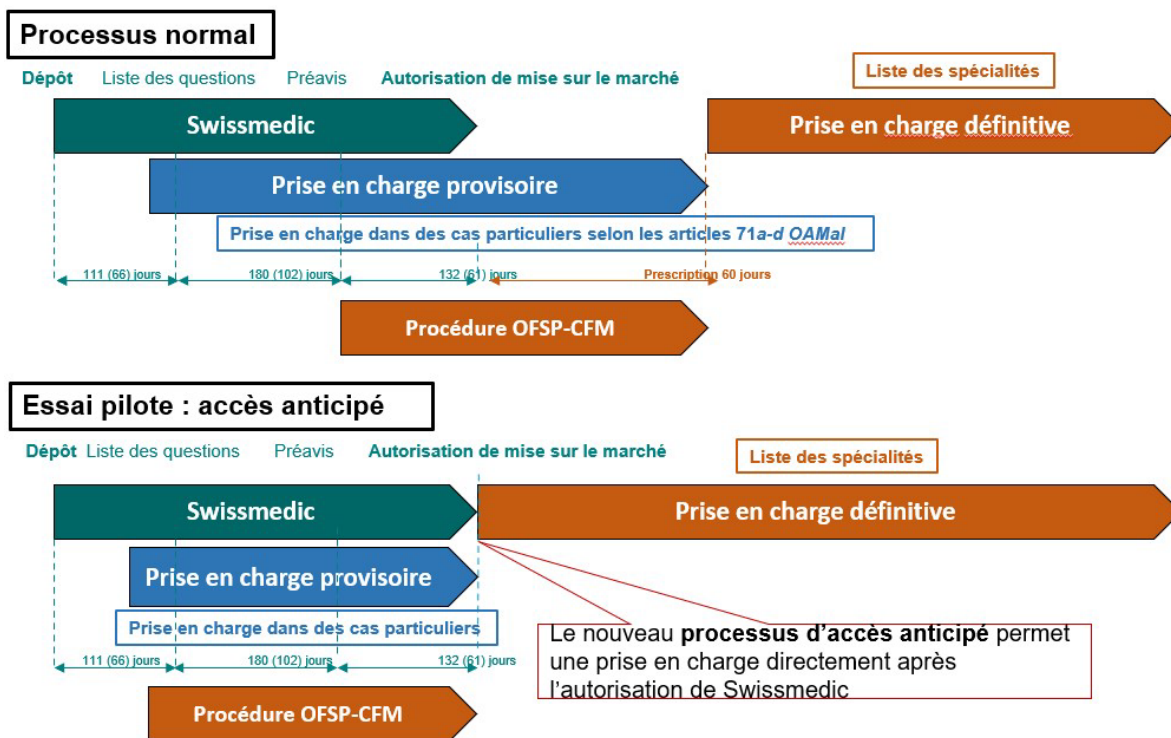 Processus normal
Dépôt Liste des questions Préavis Autorisation de mise sur le marché
Liste des spécialités
Swissmedic
Prise en charge définitive
Prise en charge provisoire
Prise en charge dans des cas particuliers selon les articles 71a-d OAMal
111 (66) jours 180 (102) jours 132 (61) jours Prescription 60 jours
Procédure OFSP-CFM
Essai pilote : accès anticipé
Dépôt Liste des questions Préavis Autorisation de mise sur le marché
Liste des spécialités
Swissmedic
Prise en charge définitive
Prise en charge provisoire
Prise en charge dans des cas particuliers
111 (66) jours 180 (102) jours 132 (61) jours
Le nouveau processus d’accès anticipé permet
une prise en charge directement après
l’autorisation de Swissmedic
Procédure OFSP-CFM